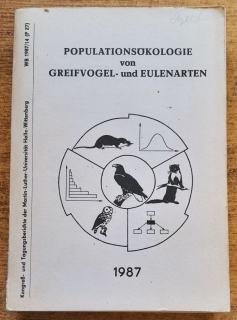 POPULATIONSÖKOLOGIE
von
GREIFVOGEL- und EULENARTEN
1987
Kongreß- und Tagungsberichte der Martin-Luther-Universität Halle-Wittenberg
WB 1987/14 (P 27)